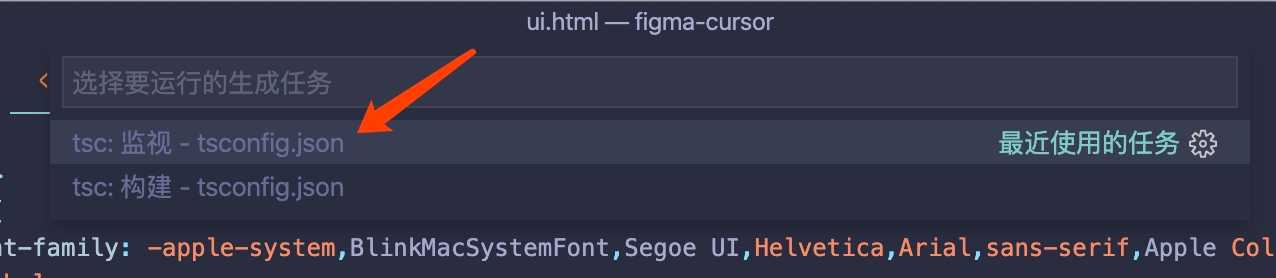 ui.html — figma-cursor
选择要运行的生成任务
tsc: 监视 - tsconfig.json 最近使用的任务
tsc: 构建 - tsconfig.json
nt-family: -apple-system,BlinkMacSystemFont,Segoe UI,Helvetica,Arial,sans-serif,Apple Col